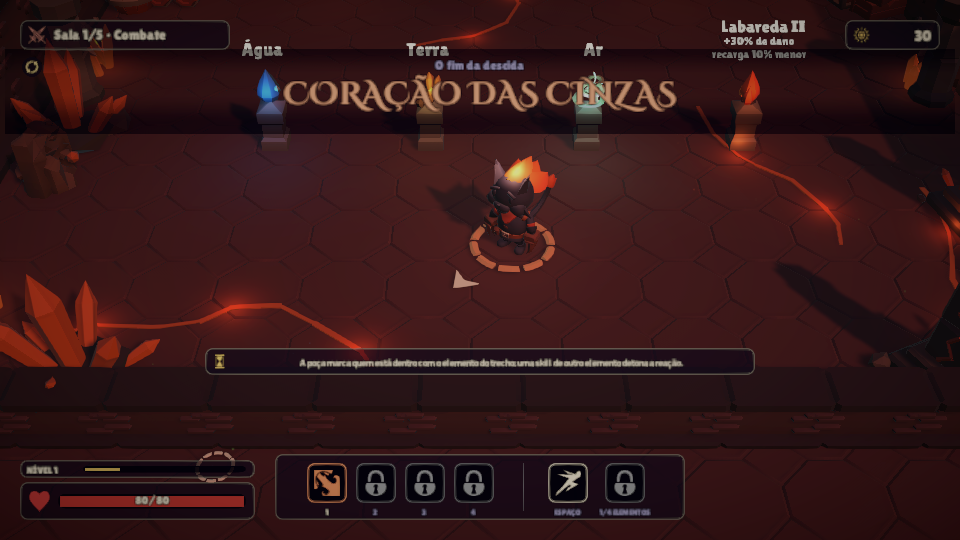 Sala 1/5 - Combate
Água
Terra
Ar
Labareda II
+30% de dano
recarga 10% menor
30
O fim da descida
CORAÇÃO DAS CINZAS
A poça marca quem está dentro com o elemento do trecho; uma skill de outro elemento detona a reação.
NÍVEL 1
80/80
1
2
3
4
ESPAÇO
1/4 ELEMENTOS